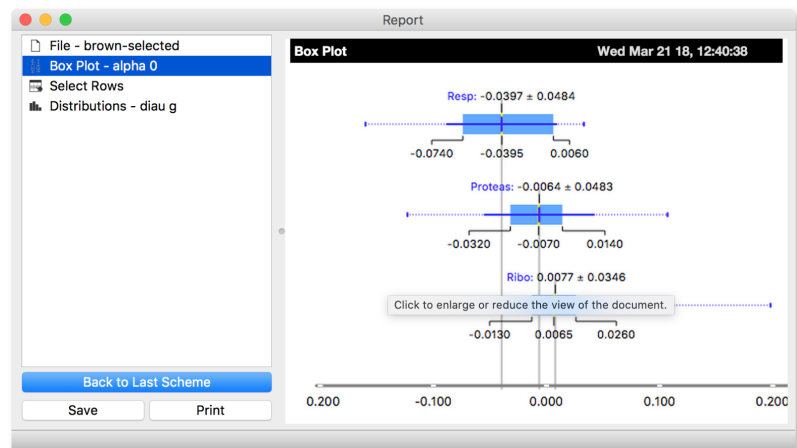 Report
File - brown-selected
Box Plot - alpha 0
Select Rows
Distributions - diau g
Back to Last Scheme
Save
Print
Box Plot
Wed Mar 21 18, 12:40:38
Resp: -0.0397 ± 0.0484
-0.0740 -0.0395 0.0060
Proteas: -0.0064 ± 0.0483
-0.0320 -0.0070 0.0140
Ribo: 0.0077 ± 0.0346
Click to enlarge or reduce the view of the document.
-0.0130 0.0065 0.0260
0.200 -0.100 0.000 0.100 0.200